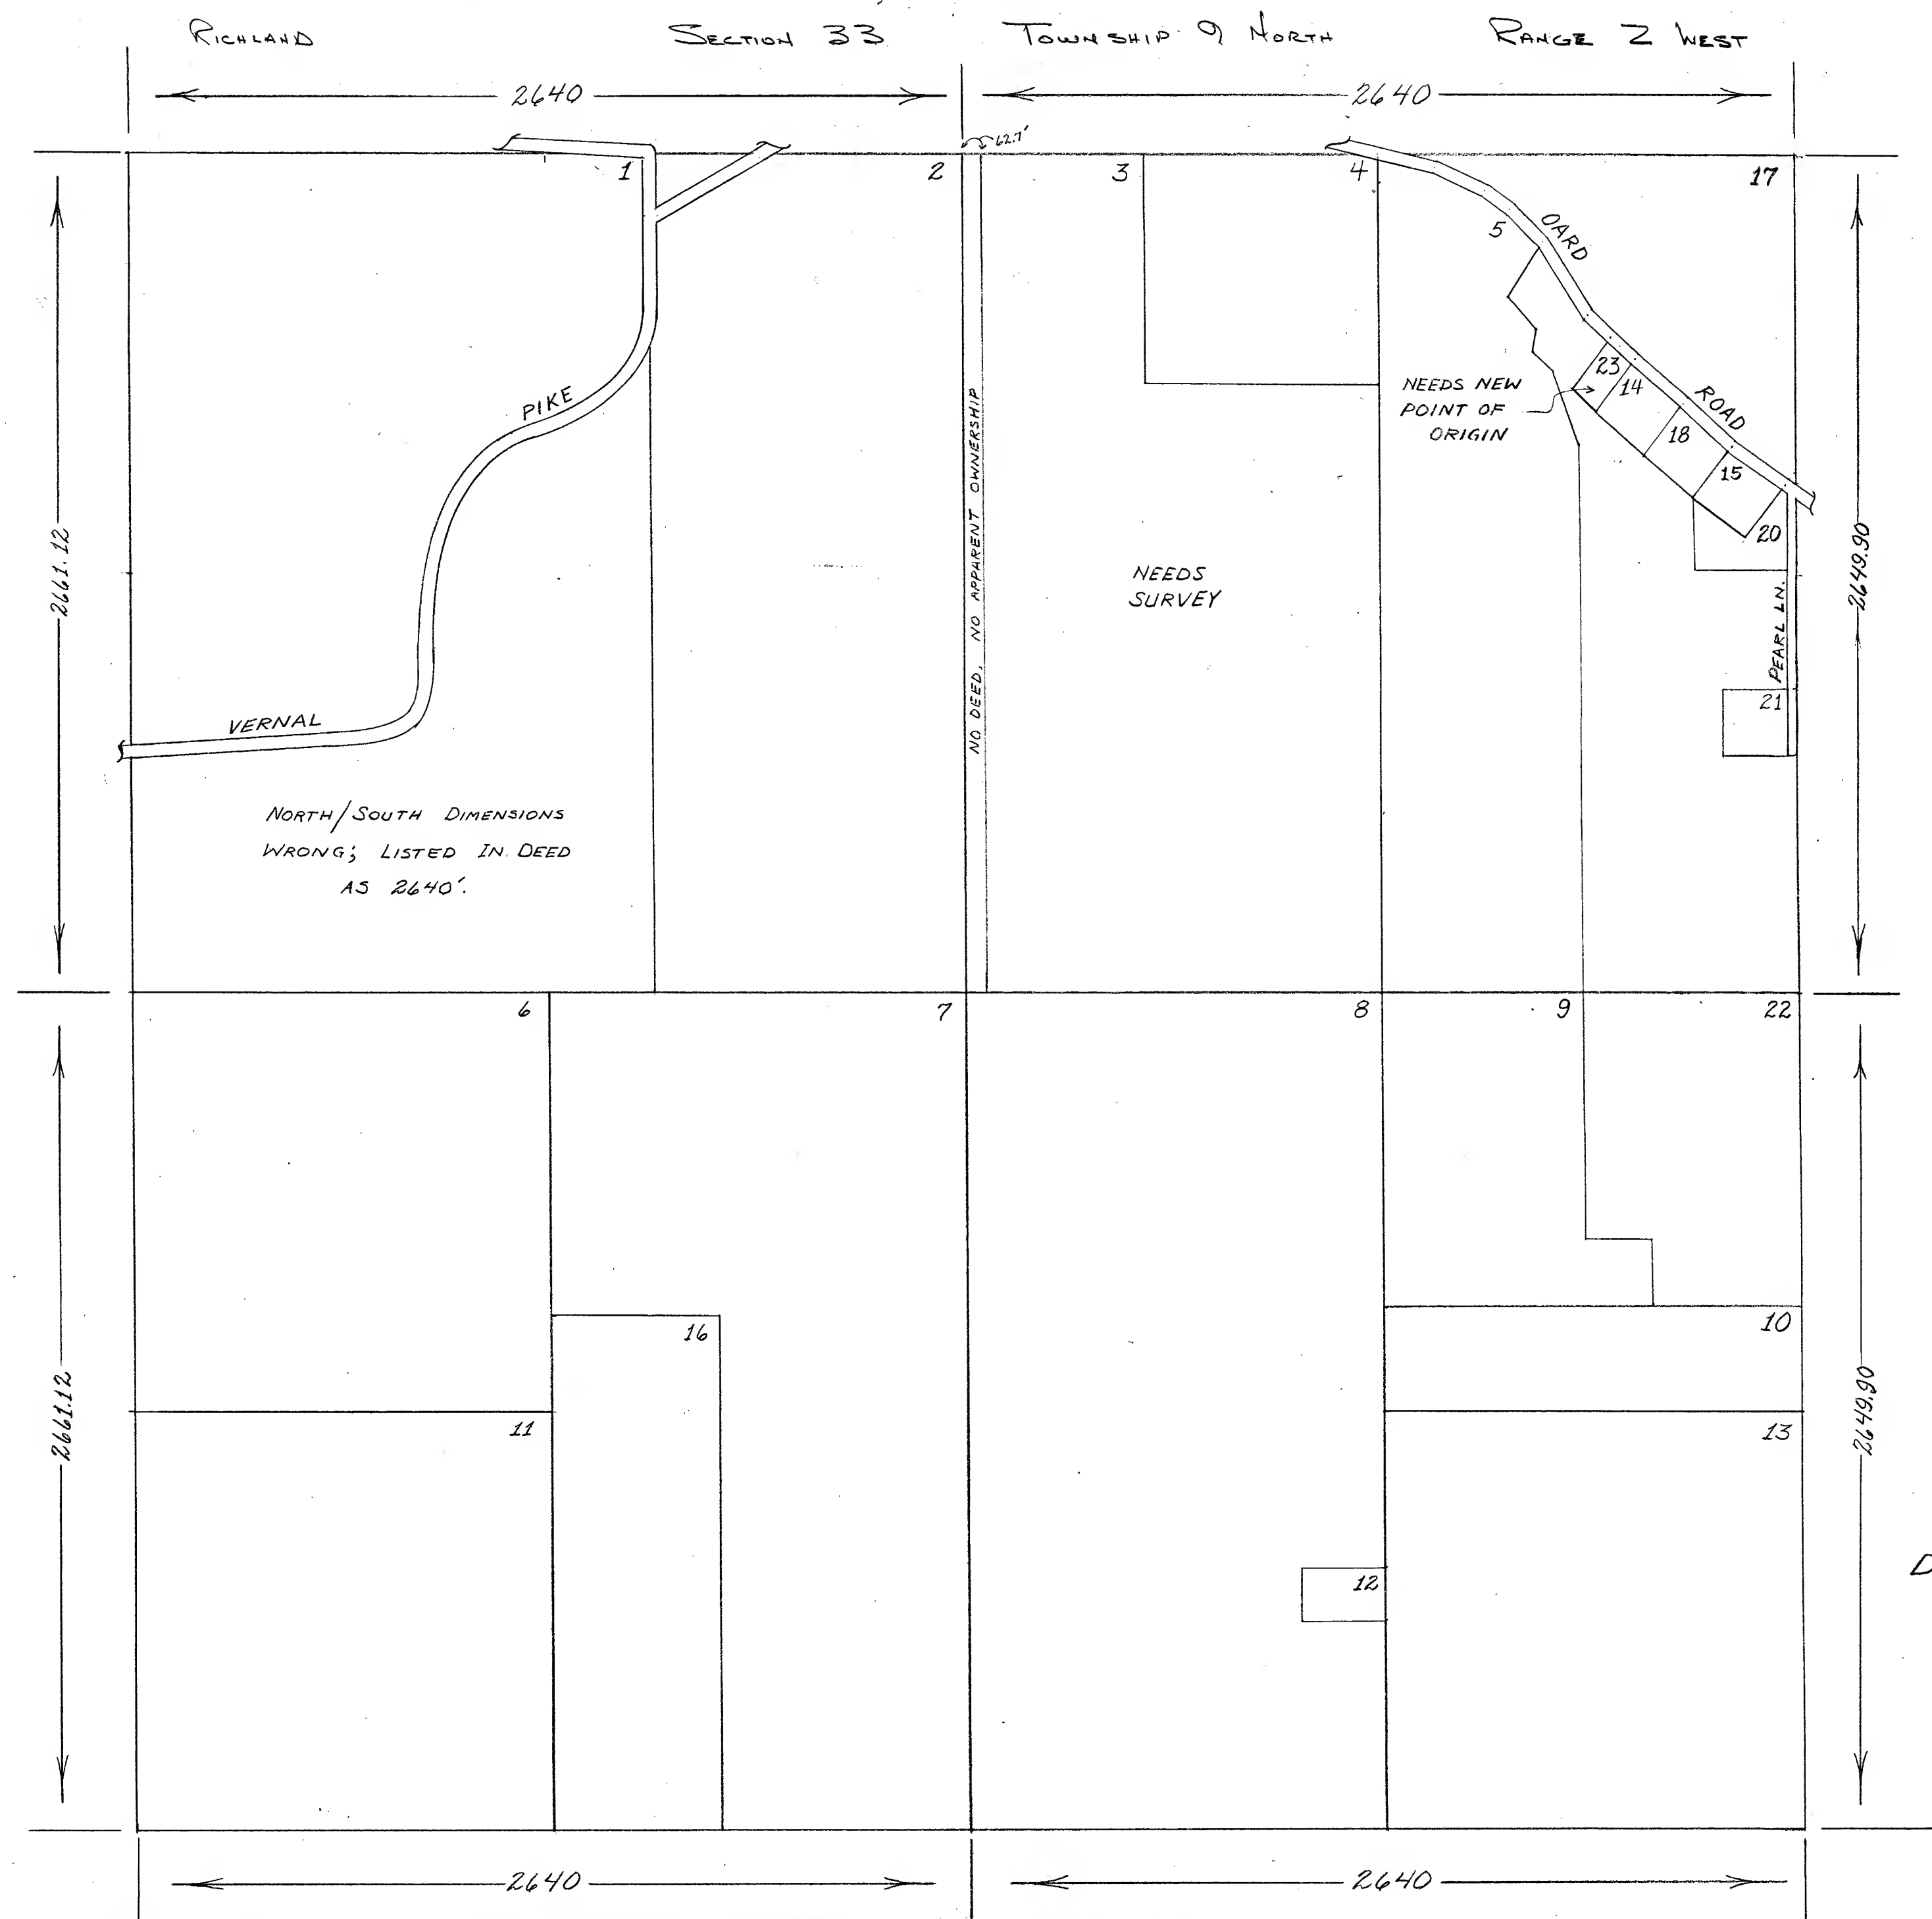 RICHLAND SECTION 33 TOWNSHIP 9 NORTH RANGE 2 WEST
2640 2640
62.7'
1 2 3 4 17
5
OARD
ROAD
PIKE
VERNAL
2661.12
2649.90
NEEDS NEW
POINT OF
ORIGIN
23
14
18
15
20
NO DEED, NO APPARENT OWNERSHIP
NEEDS
SURVEY
PEARL LN.
21
NORTH/SOUTH DIMENSIONS
WRONG; LISTED IN DEED
AS 2640'.
6 7 8 9 22
16
10
11
13
12
2661.12
2649.90
D
2640 2640